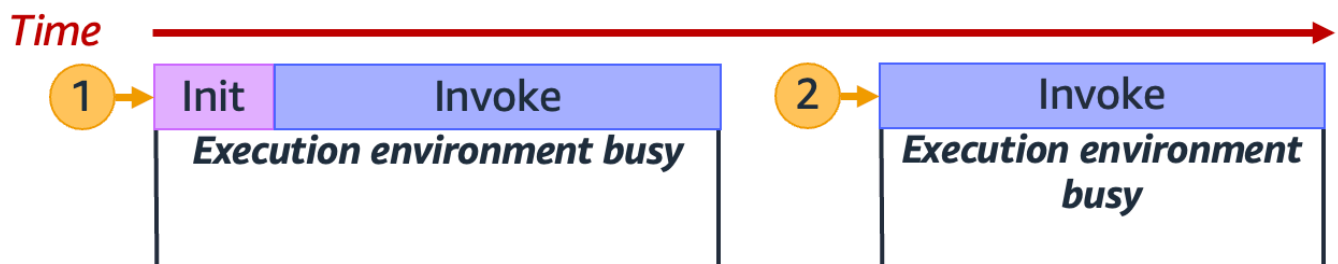 Time
1 Init Invoke 2 Invoke
Execution environment busy
Execution environment
busy